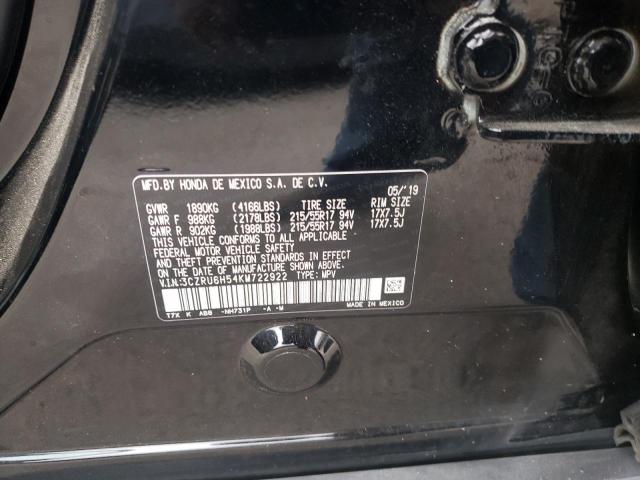 MFD.BY HONDA DE MEXICO S.A. DE C.V. 05/'19
GVWR 1890KG (4166LBS) TIRE SIZE RIM SIZE
GAWR F 988KG (2178LBS) 215/55R17 94V 17X7.5J
GAWR R 902KG (1988LBS) 215/55R17 94V 17X7.5J
THIS VEHICLE CONFORMS TO ALL APPLICABLE
FEDERAL MOTOR VEHICLE SAFETY
AND THEFT PREVENTION STANDARDS IN EFFECT
ON THE DATE OF MANUFACTURE SHOWN ABOVE.
V.I.N:3CZRU6H54KM722922 TYPE: MPV
T7X K ABB -NH731P -A -M MADE IN MEXICO